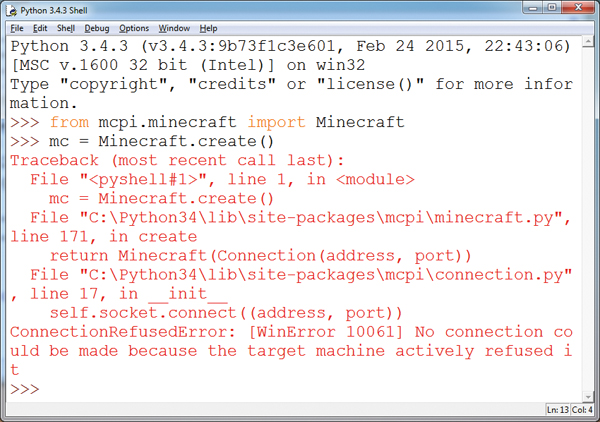 Python 3.4.3 Shell
File Edit Shell Debug Options Window Help
Python 3.4.3 (v3.4.3:9b73f1c3e601, Feb 24 2015, 22:43:06)
[MSC v.1600 32 bit (Intel)] on win32
Type "copyright", "credits" or "license()" for more infor
mation.
>>> from mcpi.minecraft import Minecraft
>>> mc = Minecraft.create()
Traceback (most recent call last):
  File "<pyshell#1>", line 1, in <module>
    mc = Minecraft.create()
  File "C:\Python34\lib\site-packages\mcpi\minecraft.py",
line 171, in create
    return Minecraft(Connection(address, port))
  File "C:\Python34\lib\site-packages\mcpi\connection.py"
, line 17, in __init__
    self.socket.connect((address, port))
ConnectionRefusedError: [WinError 10061] No connection co
uld be made because the target machine actively refused i
t
>>>
Ln: 13 Col: 4